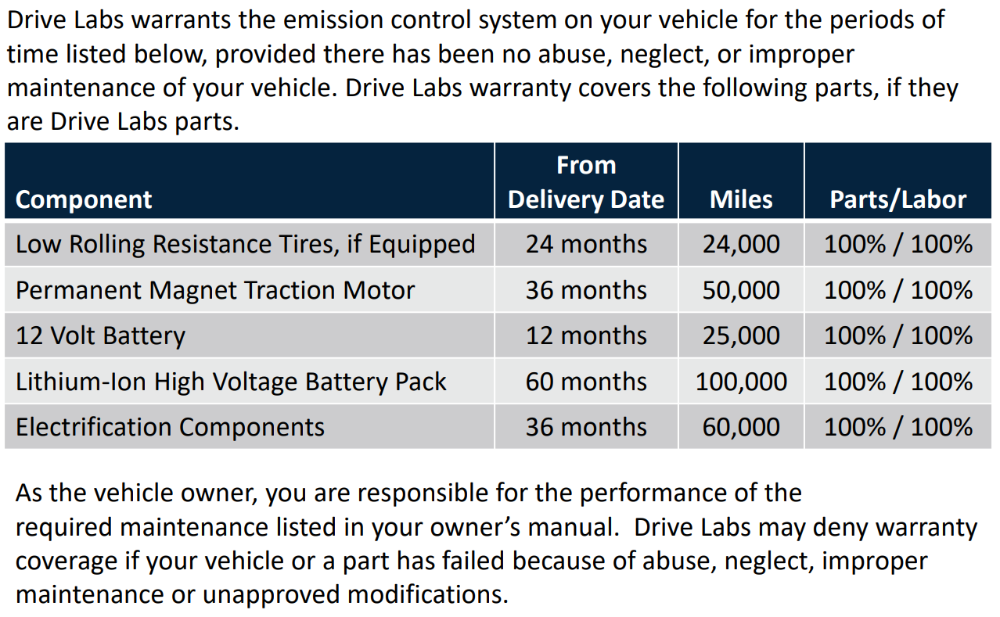 Drive Labs warrants the emission control system on your vehicle for the periods of
time listed below, provided there has been no abuse, neglect, or improper
maintenance of your vehicle. Drive Labs warranty covers the following parts, if they
are Drive Labs parts.
Component From Delivery Date Miles Parts/Labor
Low Rolling Resistance Tires, if Equipped 24 months 24,000 100% / 100%
Permanent Magnet Traction Motor 36 months 50,000 100% / 100%
12 Volt Battery 12 months 25,000 100% / 100%
Lithium-Ion High Voltage Battery Pack 60 months 100,000 100% / 100%
Electrification Components 36 months 60,000 100% / 100%
As the vehicle owner, you are responsible for the performance of the
required maintenance listed in your owner’s manual.  Drive Labs may deny warranty
coverage if your vehicle or a part has failed because of abuse, neglect, improper
maintenance or unapproved modifications.